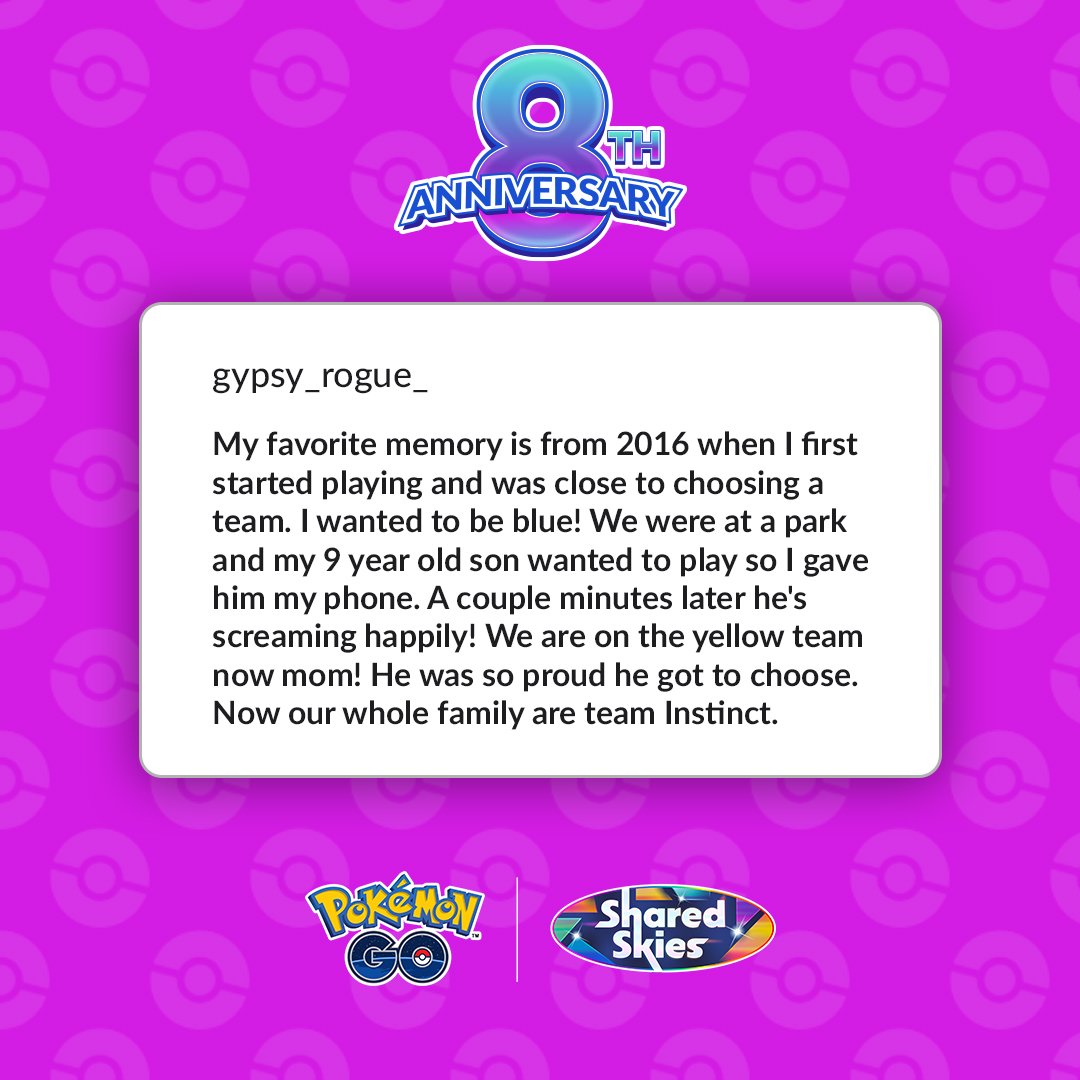 8TH
ANNIVERSARY
gypsy_rogue_
My favorite memory is from 2016 when I first
started playing and was close to choosing a
team. I wanted to be blue! We were at a park
and my 9 year old son wanted to play so I gave
him my phone. A couple minutes later he's
screaming happily! We are on the yellow team
now mom! He was so proud he got to choose.
Now our whole family are team Instinct.
POKÉMON
GO
TM
Shared
Skies